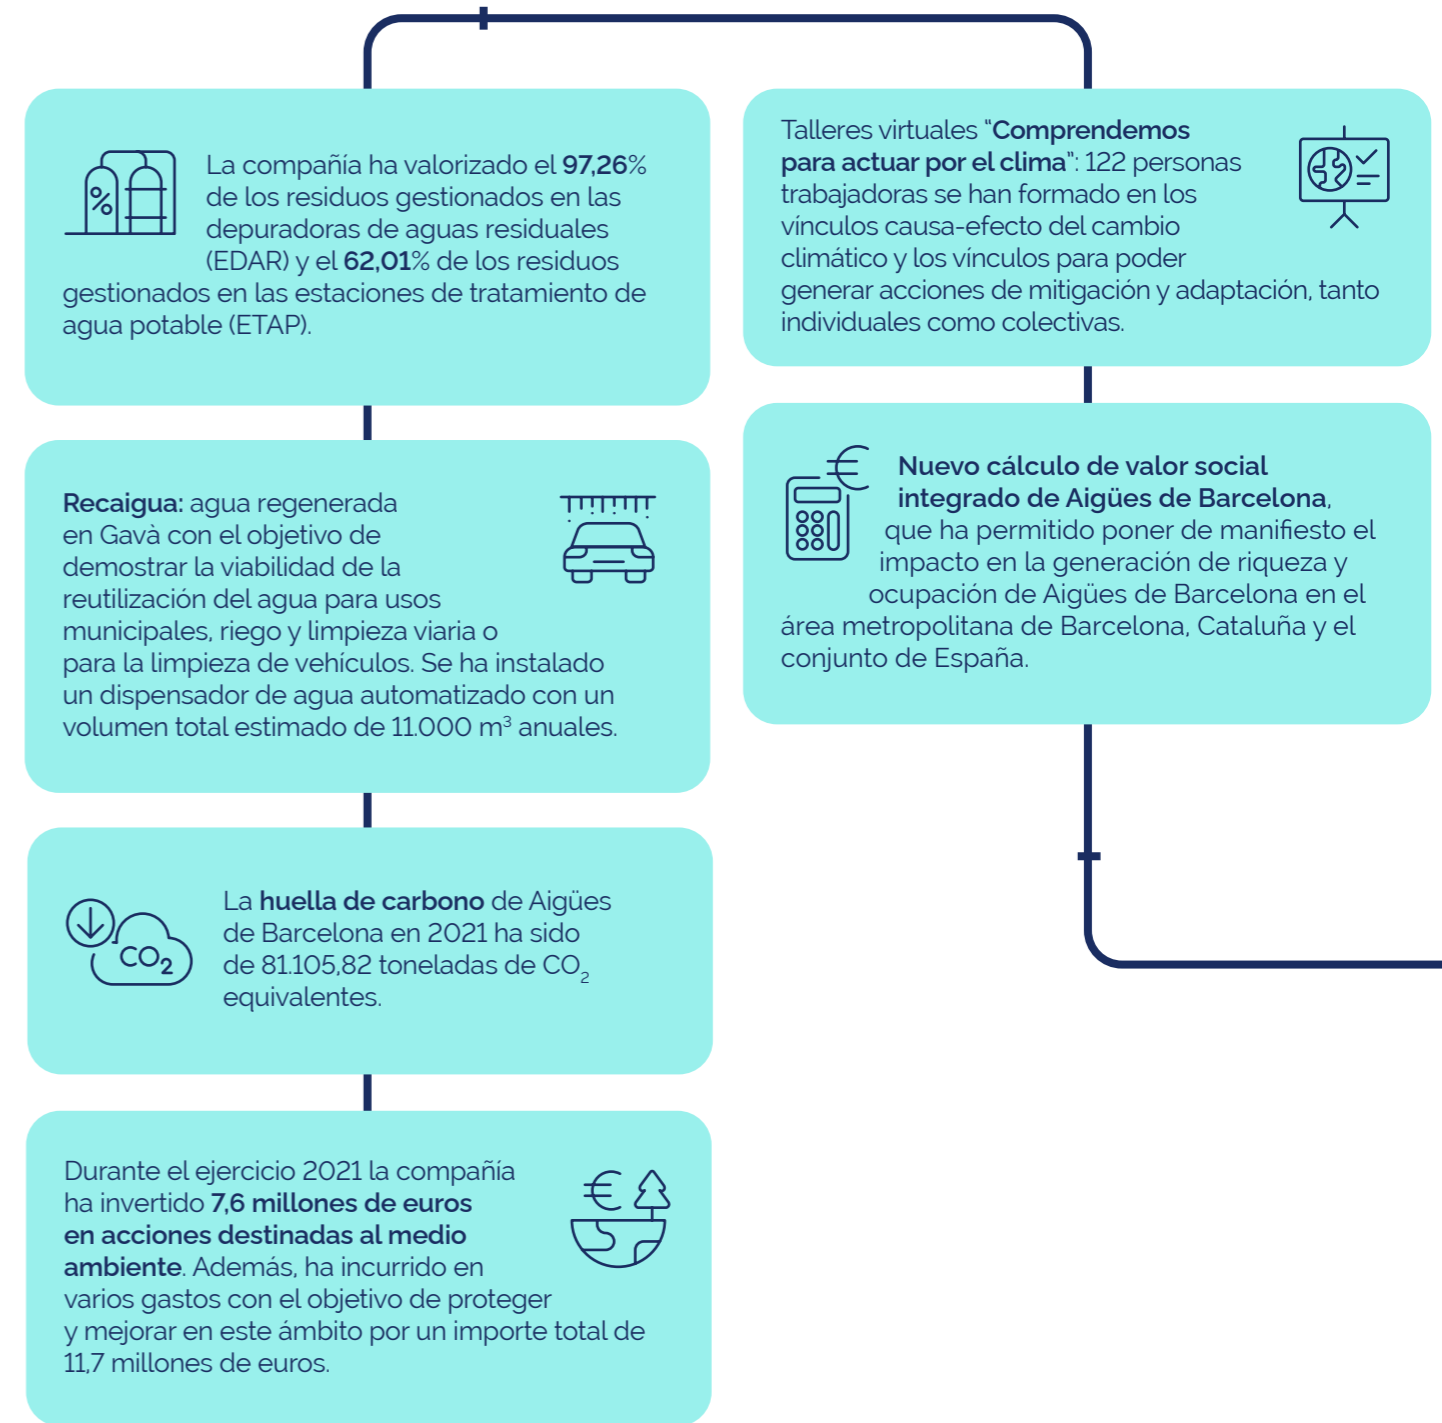 La compañía ha valorizado el 97,26%
de los residuos gestionados en las
depuradoras de aguas residuales
(EDAR) y el 62,01% de los residuos
gestionados en las estaciones de tratamiento de
agua potable (ETAP).
%
Recaigua: agua regenerada
en Gavà con el objetivo de
demostrar la viabilidad de la
reutilización del agua para usos
municipales, riego y limpieza viaria o
para la limpieza de vehículos. Se ha instalado
un dispensador de agua automatizado con un
volumen total estimado de 11.000 m³ anuales.
CO₂
La huella de carbono de Aigües
de Barcelona en 2021 ha sido
de 81.105,82 toneladas de CO₂
equivalentes.
Durante el ejercicio 2021 la compañía
ha invertido 7,6 millones de euros
en acciones destinadas al medio
ambiente. Además, ha incurrido en
varios gastos con el objetivo de proteger
y mejorar en este ámbito por un importe total de
11,7 millones de euros.
€
Talleres virtuales “Comprendemos
para actuar por el clima”: 122 personas
trabajadoras se han formado en los
vínculos causa-efecto del cambio
climático y los vínculos para poder
generar acciones de mitigación y adaptación, tanto
individuales como colectivas.
€
Nuevo cálculo de valor social
integrado de Aigües de Barcelona,
que ha permitido poner de manifiesto el
impacto en la generación de riqueza y
ocupación de Aigües de Barcelona en el
área metropolitana de Barcelona, Cataluña y el
conjunto de España.